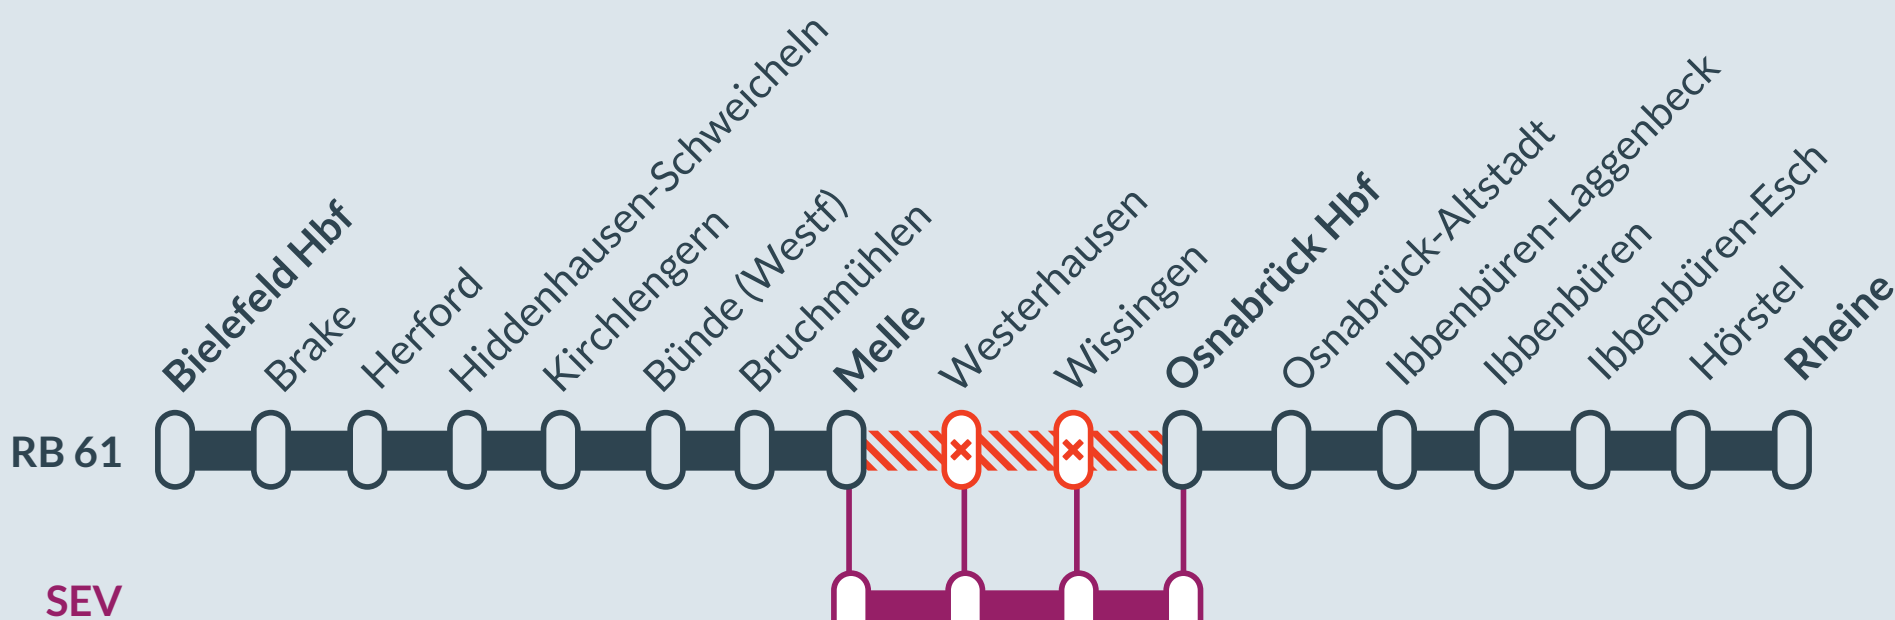 Bielefeld Hbf
Brake
Herford
Hiddenhausen-Schweicheln
Kirchlengern
Bünde (Westf)
Bruchmühlen
Melle
Westerhausen
Wissingen
Osnabrück Hbf
Osnabrück-Altstadt
Ibbenbüren-Laggenbeck
Ibbenbüren
Ibbenbüren-Esch
Hörstel
Rheine
RB 61
SEV